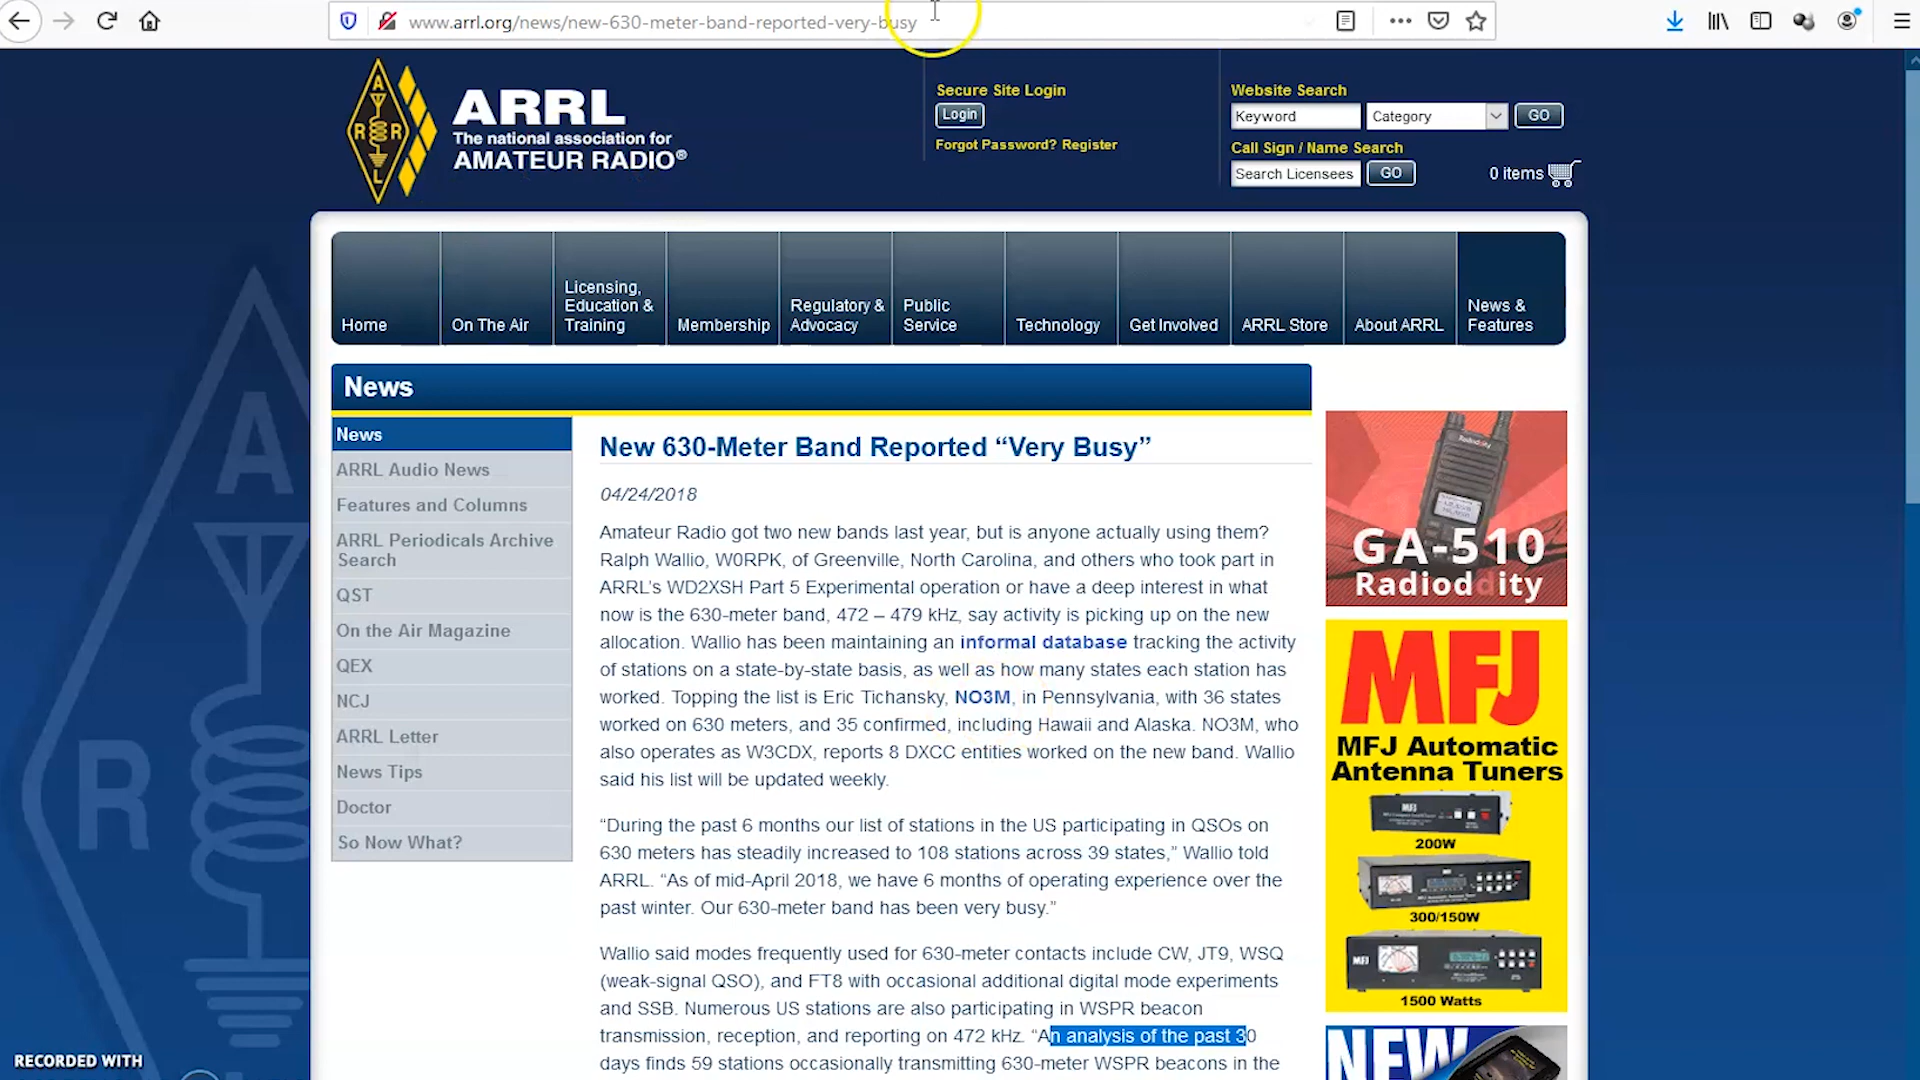 www.arrl.org/news/new-630-meter-band-reported-very-busy
ARRL
The national association for
AMATEUR RADIO®
A
R R
L
Secure Site Login
Login
Forgot Password? Register
Website Search
Keyword
Category
GO
Call Sign / Name Search
Search Licensees
GO
0 items
Home
On The Air
Licensing,
Education &
Training
Membership
Regulatory &
Advocacy
Public
Service
Technology
Get Involved
ARRL Store
About ARRL
News &
Features
News
News
ARRL Audio News
Features and Columns
ARRL Periodicals Archive
Search
QST
On the Air Magazine
QEX
NCJ
ARRL Letter
News Tips
Doctor
So Now What?
New 630-Meter Band Reported “Very Busy”
04/24/2018
Amateur Radio got two new bands last year, but is anyone actually using them?
Ralph Wallio, W0RPK, of Greenville, North Carolina, and others who took part in
ARRL’s WD2XSH Part 5 Experimental operation or have a deep interest in what
now is the 630-meter band, 472 – 479 kHz, say activity is picking up on the new
allocation. Wallio has been maintaining an informal database tracking the activity
of stations on a state-by-state basis, as well as how many states each station has
worked. Topping the list is Eric Tichansky, NO3M, in Pennsylvania, with 36 states
worked on 630 meters, and 35 confirmed, including Hawaii and Alaska. NO3M, who
also operates as W3CDX, reports 8 DXCC entities worked on the new band. Wallio
said his list will be updated weekly.
“During the past 6 months our list of stations in the US participating in QSOs on
630 meters has steadily increased to 108 stations across 39 states,” Wallio told
ARRL. “As of mid-April 2018, we have 6 months of operating experience over the
past winter. Our 630-meter band has been very busy.”
Wallio said modes frequently used for 630-meter contacts include CW, JT9, WSQ
(weak-signal QSO), and FT8 with occasional additional digital mode experiments
and SSB. Numerous US stations are also participating in WSPR beacon
transmission, reception, and reporting on 472 kHz. “An analysis of the past 30
days finds 59 stations occasionally transmitting 630-meter WSPR beacons in the
GA-510
Radioddity
MFJ
MFJ Automatic
Antenna Tuners
200W
300/150W
1500 Watts
NEW
A
R
RECORDED WITH